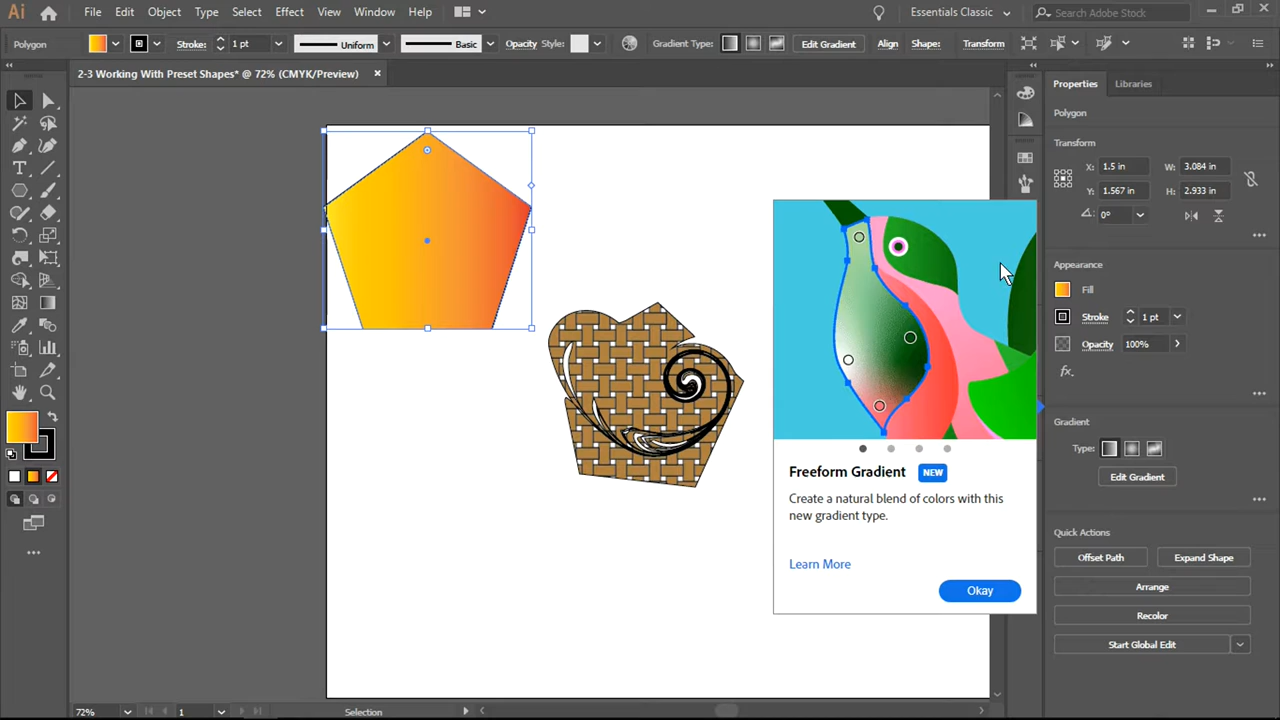 Ai File Edit Object Type Select Effect View Window Help Essentials Classic Search Adobe Stock
Polygon Stroke: 1 pt Uniform Basic Opacity Style: Gradient Type: Edit Gradient Align Shape: Transform
2-3 Working With Preset Shapes* @ 72% (CMYK/Preview)
Properties Libraries
Polygon
Transform
X: 1.5 in W: 3.084 in
Y: 1.567 in H: 2.933 in
0°
Appearance
Fill
Stroke 1 pt
Opacity 100%
fx.
Gradient
Type:
Edit Gradient
Quick Actions
Offset Path Expand Shape
Arrange
Recolor
Start Global Edit
Freeform Gradient NEW
Create a natural blend of colors with this
new gradient type.
Learn More
Okay
72% 1 Selection